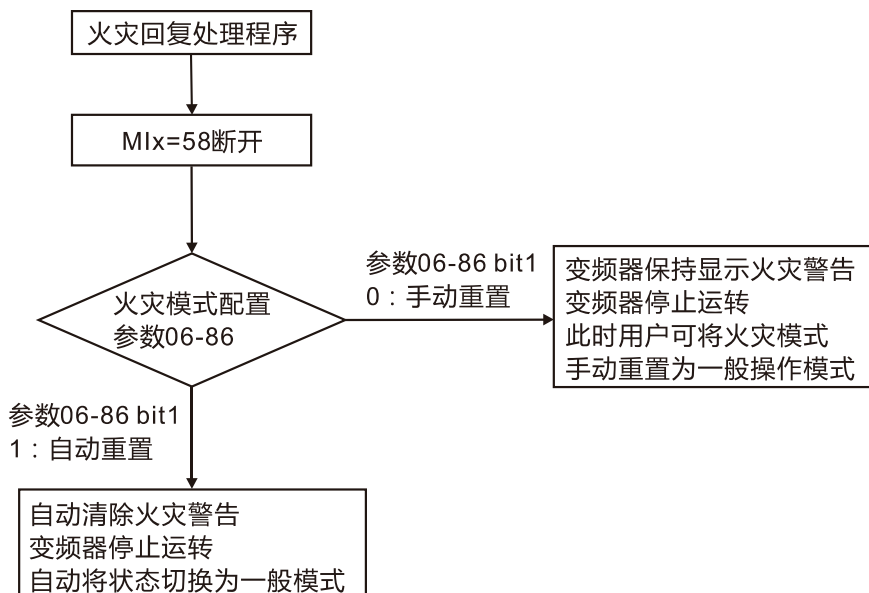 火灾回复处理程序
MIx=58断开
火灾模式配置
参数06-86
参数06-86 bit1
0：手动重置
变频器保持显示火灾警告
变频器停止运转
此时用户可将火灾模式
手动重置为一般操作模式
参数06-86 bit1
1：自动重置
自动清除火灾警告
变频器停止运转
自动将状态切换为一般模式